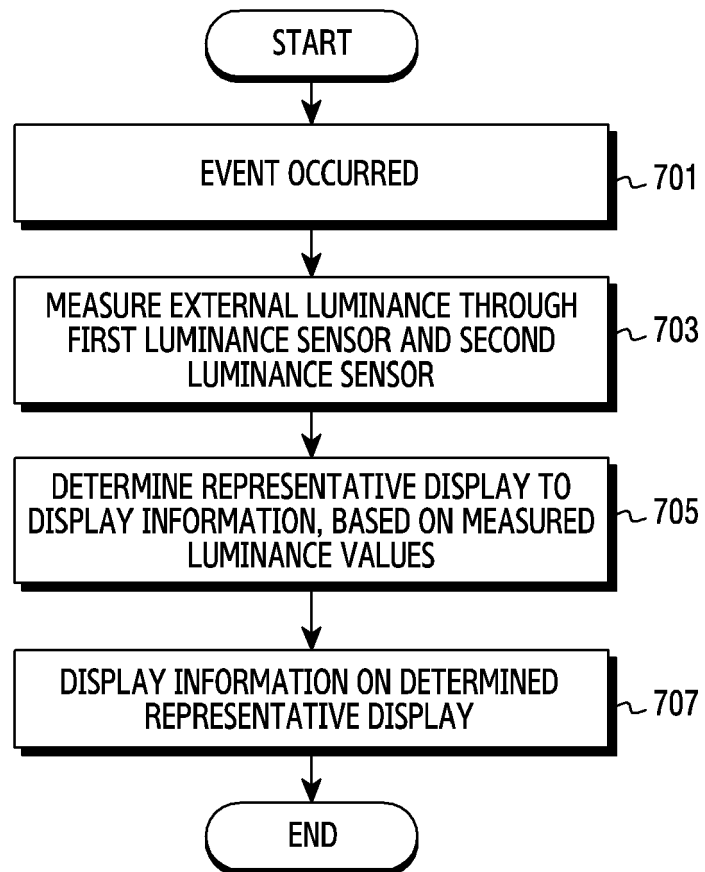 START
EVENT OCCURRED
701
MEASURE EXTERNAL LUMINANCE THROUGH
FIRST LUMINANCE SENSOR AND SECOND
LUMINANCE SENSOR
703
DETERMINE REPRESENTATIVE DISPLAY TO
DISPLAY INFORMATION, BASED ON MEASURED
LUMINANCE VALUES
705
DISPLAY INFORMATION ON DETERMINED
REPRESENTATIVE DISPLAY
707
END